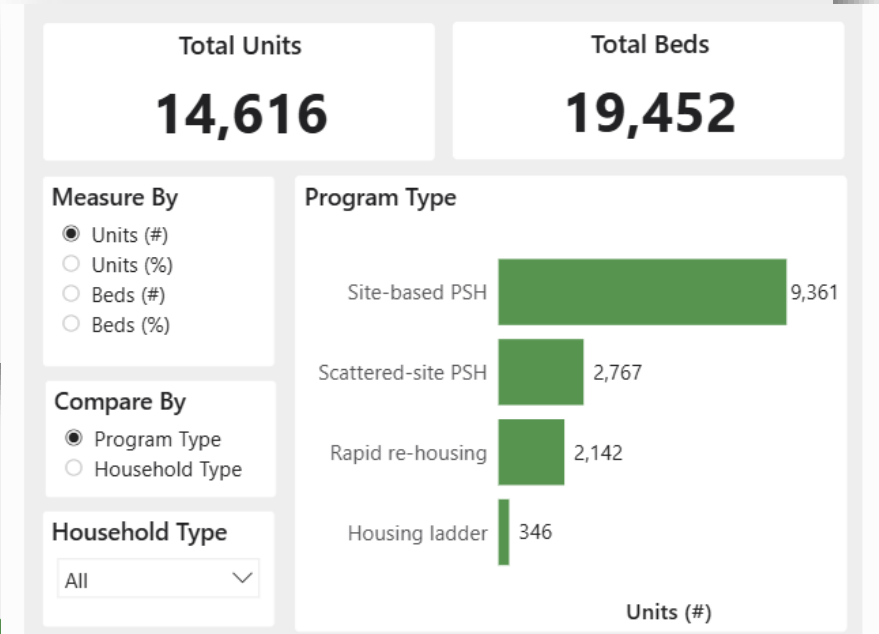 Total Units
14,616
Total Beds
19,452
Measure By
Units (#)
Units (%)
Beds (#)
Beds (%)
Compare By
Program Type
Household Type
Household Type
All
Program Type
Site-based PSH 9,361
Scattered-site PSH 2,767
Rapid re-housing 2,142
Housing ladder 346
Units (#)